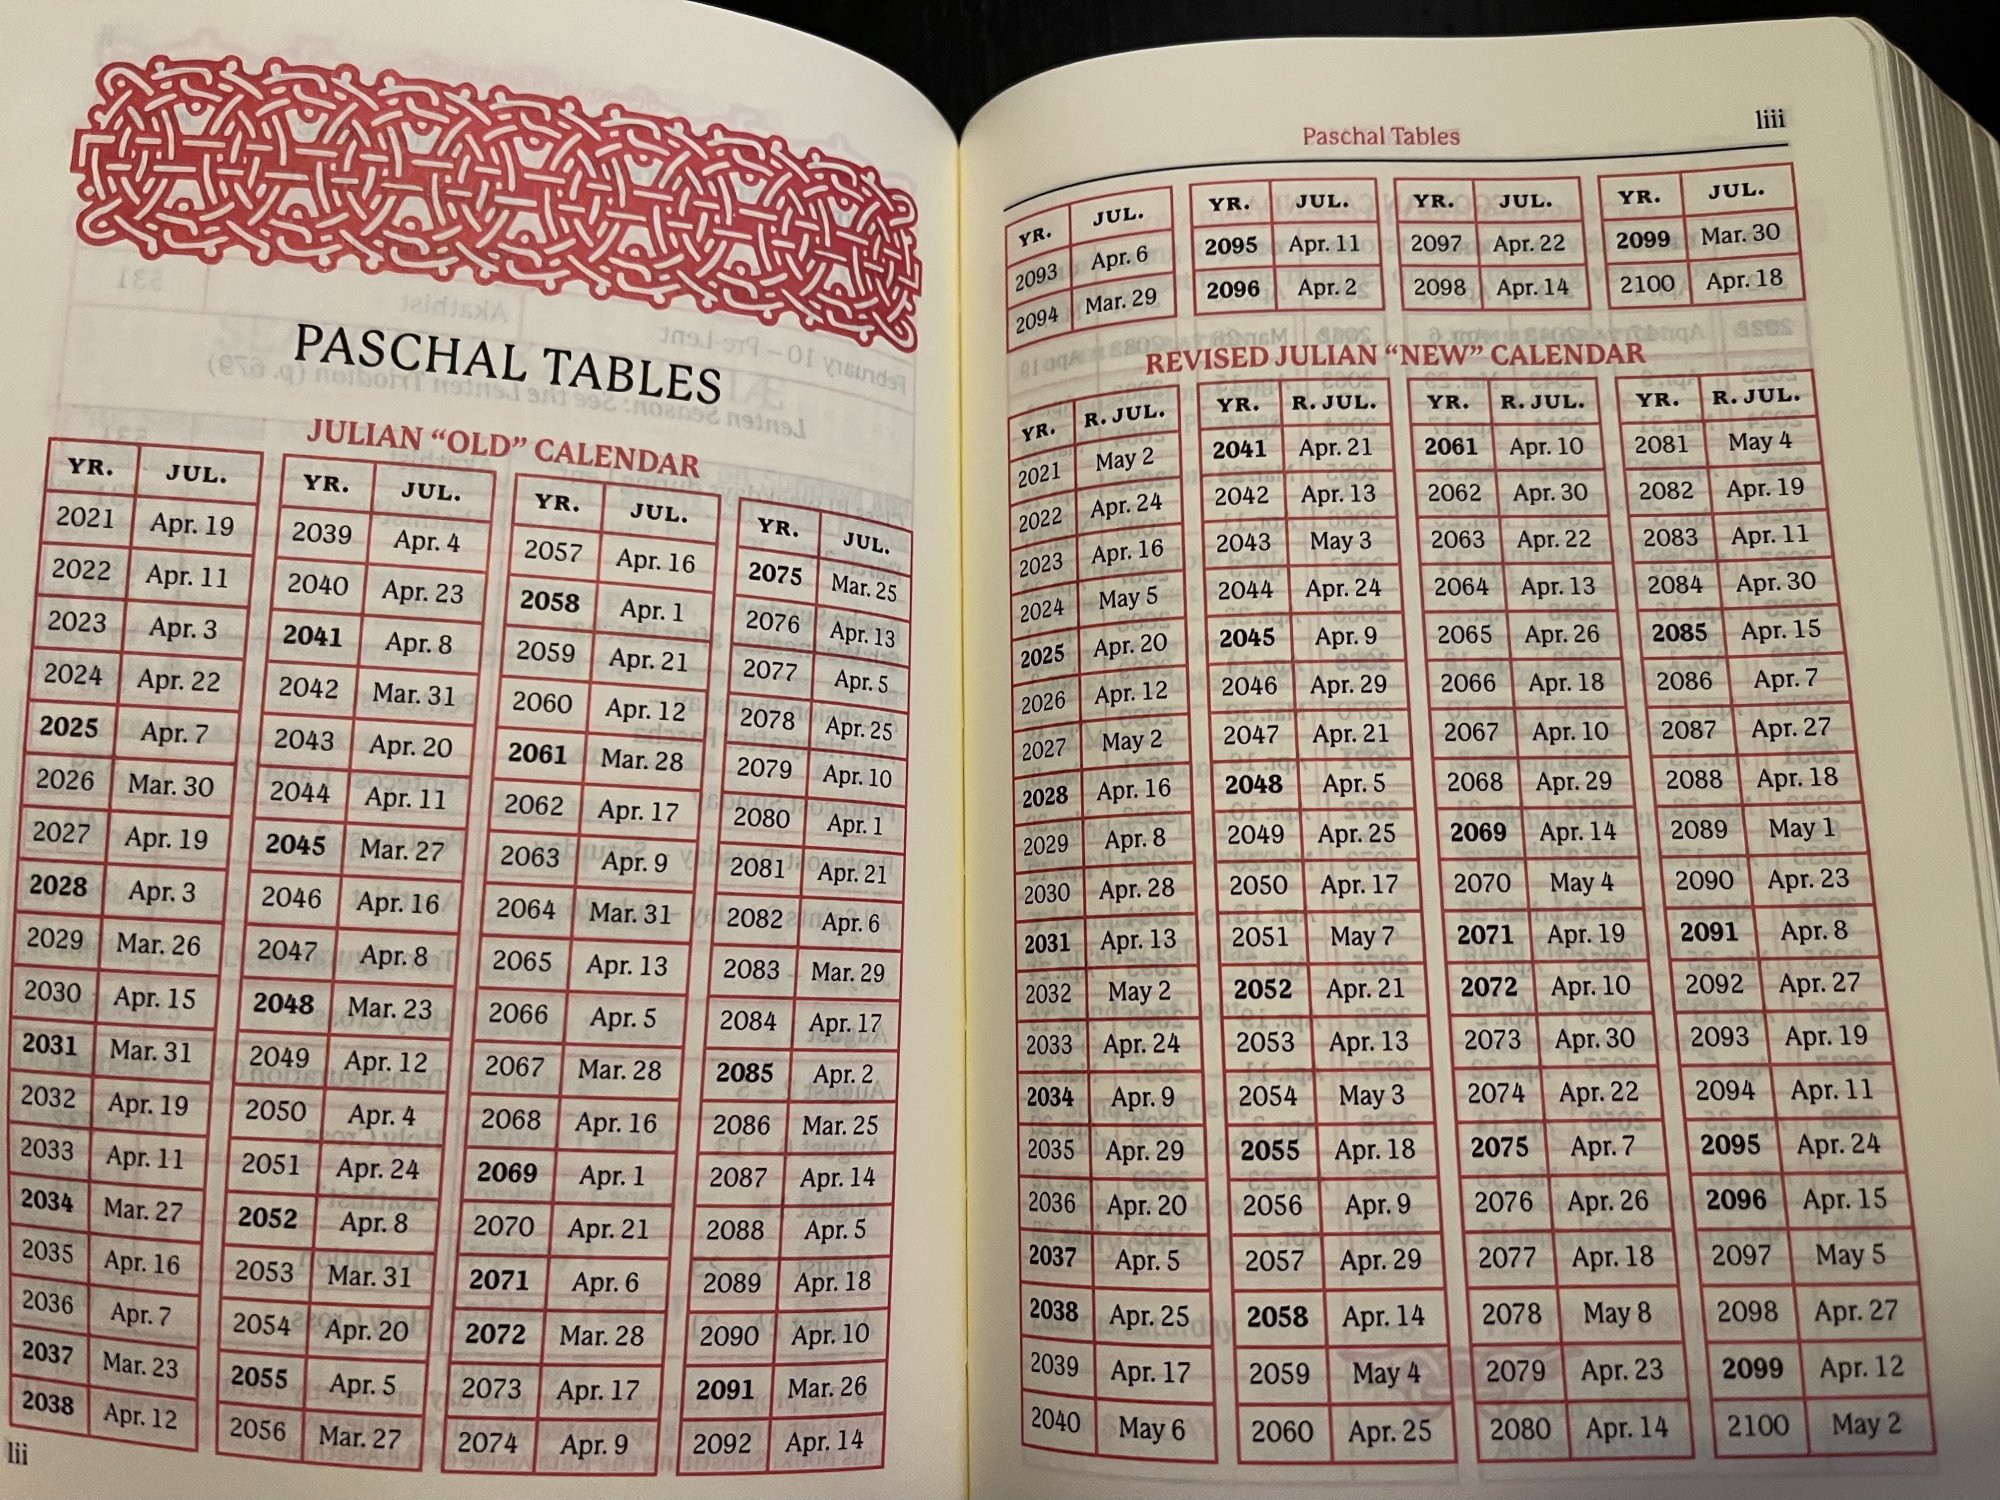 PASCHAL TABLES
JULIAN “OLD” CALENDAR
YR. JUL. YR. JUL. YR. JUL. YR. JUL.
2021 Apr. 19 2039 Apr. 4 2057 Apr. 16 2075 Mar. 25
2022 Apr. 11 2040 Apr. 23 2058 Apr. 1 2076 Apr. 13
2023 Apr. 3 2041 Apr. 8 2059 Apr. 21 2077 Apr. 5
2024 Apr. 22 2042 Mar. 31 2060 Apr. 12 2078 Apr. 25
2025 Apr. 7 2043 Apr. 20 2061 Mar. 28 2079 Apr. 10
2026 Mar. 30 2044 Apr. 11 2062 Apr. 17 2080 Apr. 1
2027 Apr. 19 2045 Mar. 27 2063 Apr. 9 2081 Apr. 21
2028 Apr. 3 2046 Apr. 16 2064 Mar. 31 2082 Apr. 6
2029 Mar. 26 2047 Apr. 8 2065 Apr. 13 2083 Mar. 29
2030 Apr. 15 2048 Mar. 23 2066 Apr. 5 2084 Apr. 17
2031 Mar. 31 2049 Apr. 12 2067 Mar. 28 2085 Apr. 2
2032 Apr. 19 2050 Apr. 4 2068 Apr. 16 2086 Mar. 25
2033 Apr. 11 2051 Apr. 24 2069 Apr. 1 2087 Apr. 14
2034 Mar. 27 2052 Apr. 8 2070 Apr. 21 2088 Apr. 5
2035 Apr. 16 2053 Mar. 31 2071 Apr. 6 2089 Apr. 18
2036 Apr. 7 2054 Apr. 20 2072 Mar. 28 2090 Apr. 10
2037 Mar. 23 2055 Apr. 5 2073 Apr. 17 2091 Mar. 26
2038 Apr. 12 2056 Mar. 27 2074 Apr. 9 2092 Apr. 14
lii
Paschal Tables liii
YR. JUL. YR. JUL. YR. JUL. YR. JUL.
2093 Apr. 6 2095 Apr. 11 2097 Apr. 22 2099 Mar. 30
2094 Mar. 29 2096 Apr. 2 2098 Apr. 14 2100 Apr. 18
REVISED JULIAN “NEW” CALENDAR
YR. R. JUL. YR. R. JUL. YR. R. JUL. YR. R. JUL.
2021 May 2 2041 Apr. 21 2061 Apr. 10 2081 May 4
2022 Apr. 24 2042 Apr. 13 2062 Apr. 30 2082 Apr. 19
2023 Apr. 16 2043 May 3 2063 Apr. 22 2083 Apr. 11
2024 May 5 2044 Apr. 24 2064 Apr. 13 2084 Apr. 30
2025 Apr. 20 2045 Apr. 9 2065 Apr. 26 2085 Apr. 15
2026 Apr. 12 2046 Apr. 29 2066 Apr. 18 2086 Apr. 7
2027 May 2 2047 Apr. 21 2067 Apr. 10 2087 Apr. 27
2028 Apr. 16 2048 Apr. 5 2068 Apr. 29 2088 Apr. 18
2029 Apr. 8 2049 Apr. 25 2069 Apr. 14 2089 May 1
2030 Apr. 28 2050 Apr. 17 2070 May 4 2090 Apr. 23
2031 Apr. 13 2051 May 7 2071 Apr. 19 2091 Apr. 8
2032 May 2 2052 Apr. 21 2072 Apr. 10 2092 Apr. 27
2033 Apr. 24 2053 Apr. 13 2073 Apr. 30 2093 Apr. 19
2034 Apr. 9 2054 May 3 2074 Apr. 22 2094 Apr. 11
2035 Apr. 29 2055 Apr. 18 2075 Apr. 7 2095 Apr. 24
2036 Apr. 20 2056 Apr. 9 2076 Apr. 26 2096 Apr. 15
2037 Apr. 5 2057 Apr. 29 2077 Apr. 18 2097 May 5
2038 Apr. 25 2058 Apr. 14 2078 May 8 2098 Apr. 27
2039 Apr. 17 2059 May 4 2079 Apr. 23 2099 Apr. 12
2040 May 6 2060 Apr. 25 2080 Apr. 14 2100 May 2